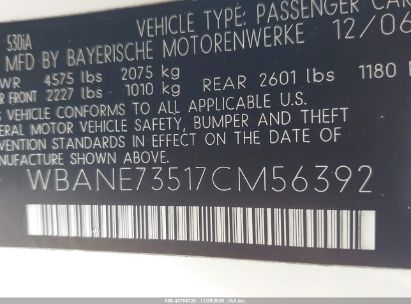 530iA
VEHICLE TYPE: PASSENGER CAR
MFD BY BAYERISCHE MOTORENWERKE 12/06
WR 4575 lbs 2075 kg
FRONT 2227 lbs 1010 kg REAR 2601 lbs 1180 k
VEHICLE CONFORMS TO ALL APPLICABLE U.S.
ERAL MOTOR VEHICLE SAFETY, BUMPER AND THEFT
VENTION STANDARDS IN EFFECT ON THE DATE OF
NUFACTURE SHOWN ABOVE.
WBANE73517CM56392